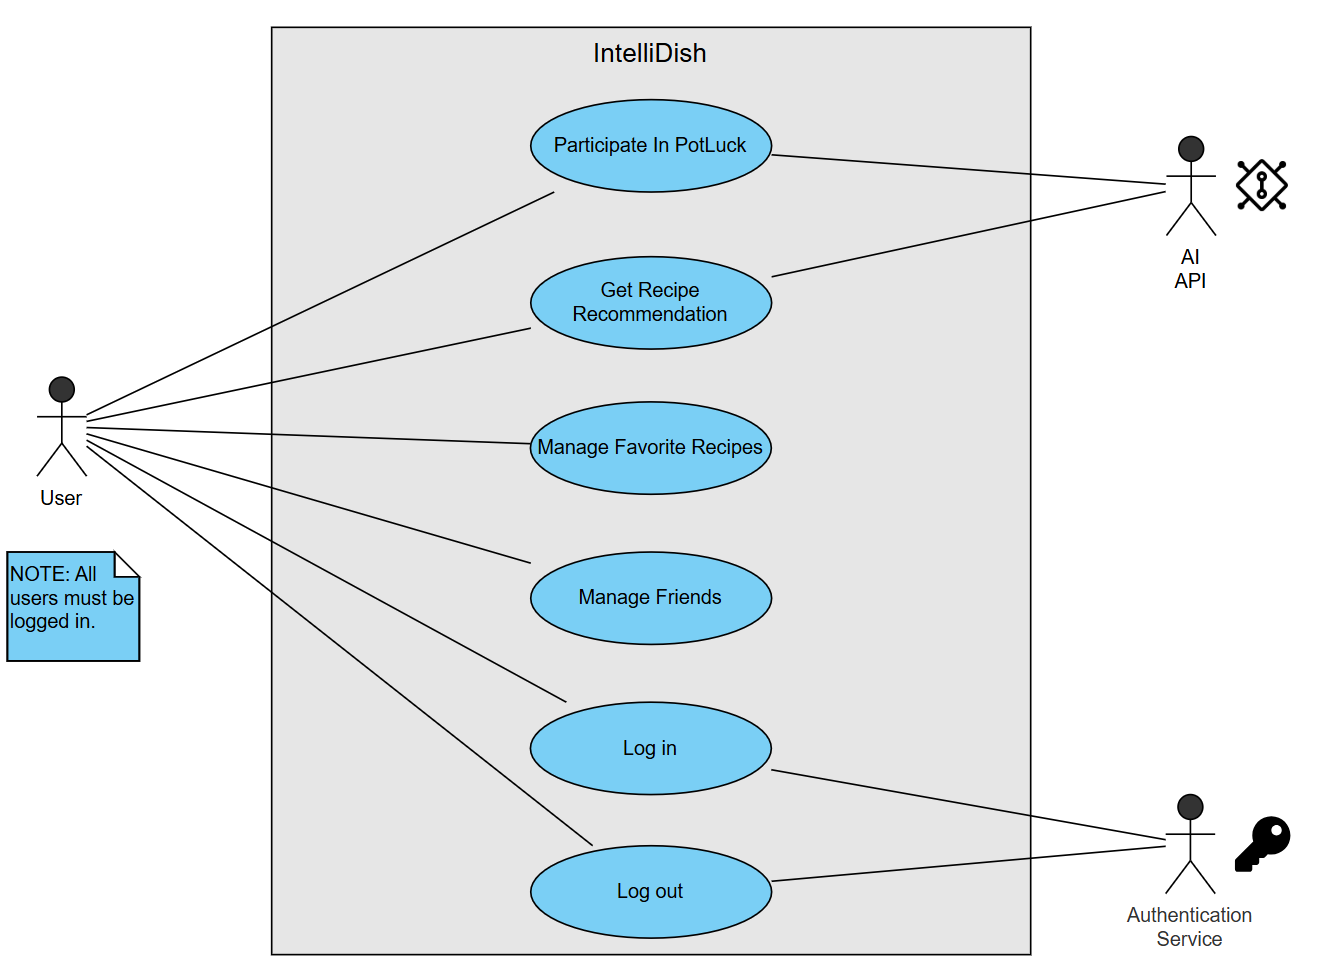 IntelliDish
Participate In PotLuck
Get Recipe
Recommendation
Manage Favorite Recipes
Manage Friends
Log in
Log out
User
NOTE: All
users must be
logged in.
AI
API
Authentication
Service